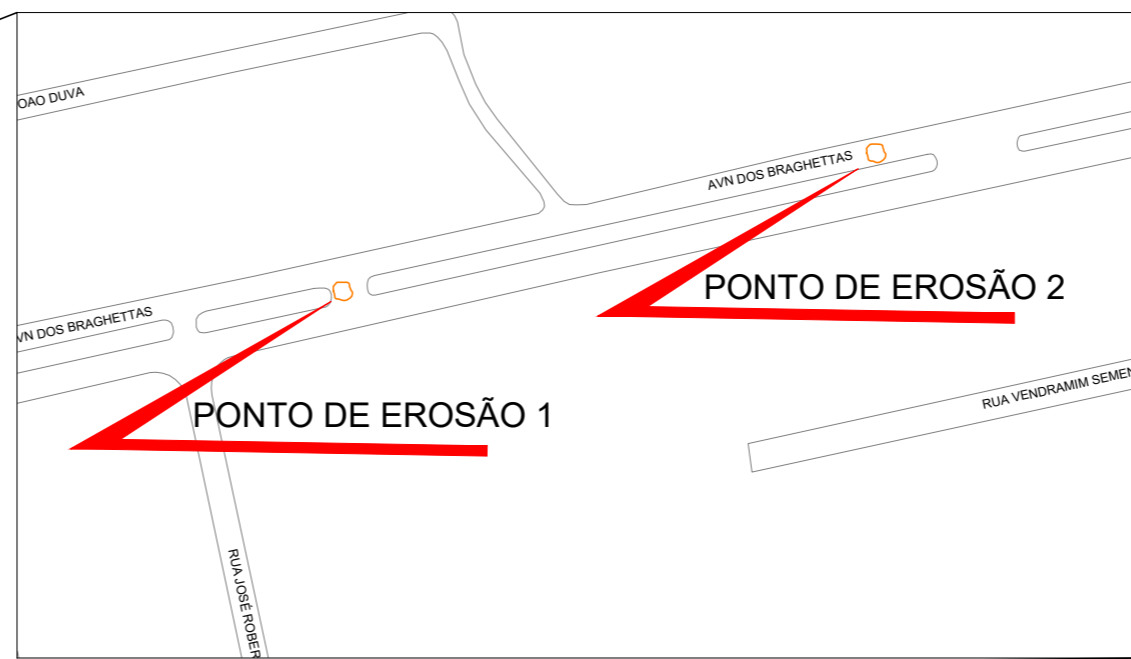 OAO DUVA
AVN DOS BRAGHETTAS
PONTO DE EROSÃO 2
VN DOS BRAGHETTAS
RUA VENDRAMIM SEMEN
PONTO DE EROSÃO 1
RUA JOSÉ ROBER